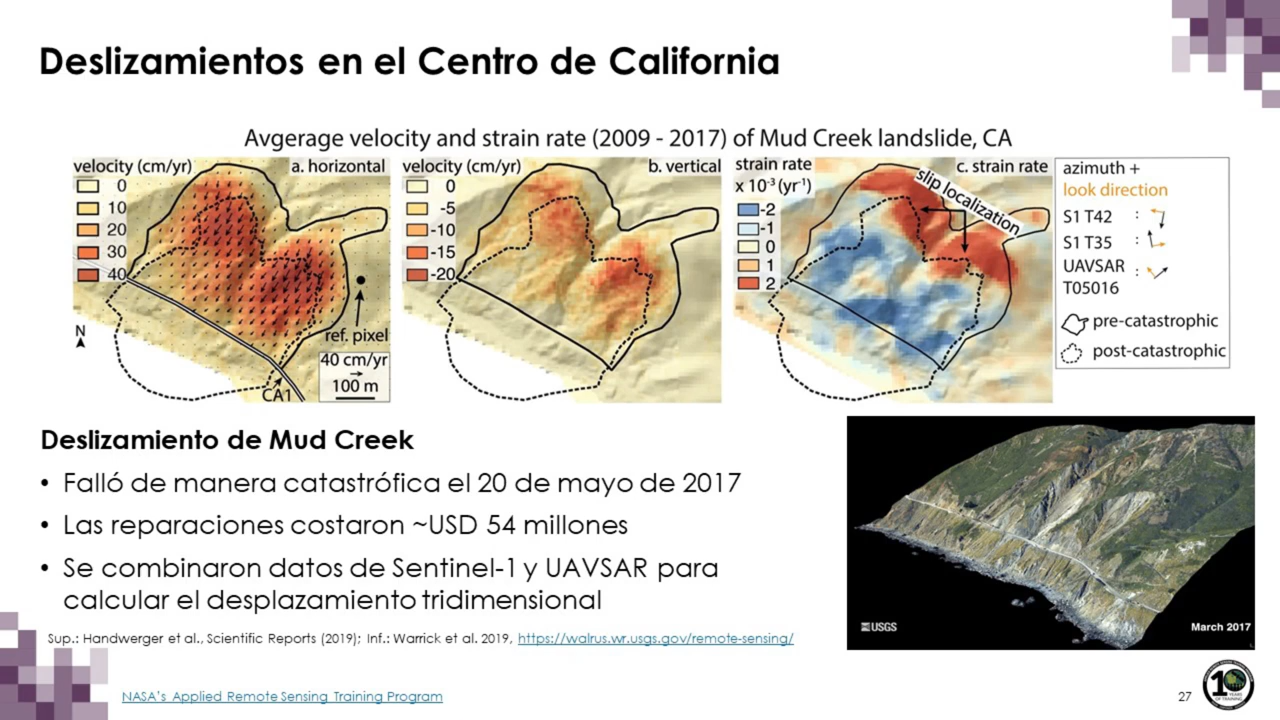 Deslizamientos en el Centro de California
Avgerage velocity and strain rate (2009 - 2017) of Mud Creek landslide, CA
velocity (cm/yr)
a. horizontal
0
10
20
30
40
N
ref. pixel
40 cm/yr
100 m
CA1
velocity (cm/yr)
b. vertical
0
-5
-10
-15
-20
strain rate
x 10⁻³ (yr⁻¹)
c. strain rate
-2
-1
0
1
2
slip localization
azimuth +
look direction
S1 T42 :
S1 T35 :
UAVSAR :
T05016
pre-catastrophic
post-catastrophic
Deslizamiento de Mud Creek
• Falló de manera catastrófica el 20 de mayo de 2017
• Las reparaciones costaron ~USD 54 millones
• Se combinaron datos de Sentinel-1 y UAVSAR para
calcular el desplazamiento tridimensional
USGS
March 2017
Sup.: Handwerger et al., Scientific Reports (2019); Inf.: Warrick et al. 2019, https://walrus.wr.usgs.gov/remote-sensing/
NASA's Applied Remote Sensing Training Program
27
10
YEARS
OF TRAINING